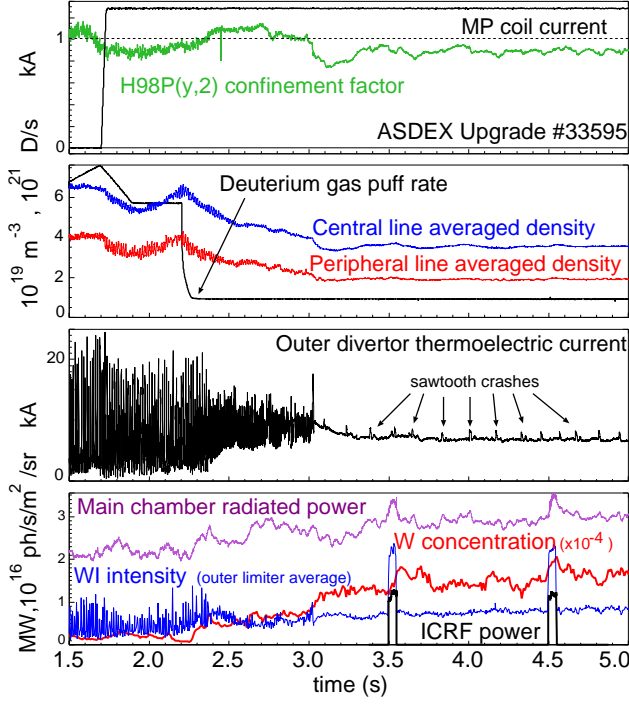 MP coil current
1
kA
H98P(y,2) confinement factor
D/s
0
ASDEX Upgrade #33595
10^19 m^-3 , 10^21
6
4
2
0
Deuterium gas puff rate
Central line averaged density
Peripheral line averaged density
kA
20
0
Outer divertor thermoelectric current
sawtooth crashes
MW,10^16 ph/s/m^2/sr
3
2
1
0
Main chamber radiated power
W concentration (x10^-4)
WI intensity (outer limiter average)
ICRF power
1.5 2.0 2.5 3.0 3.5 4.0 4.5 5.0
time (s)